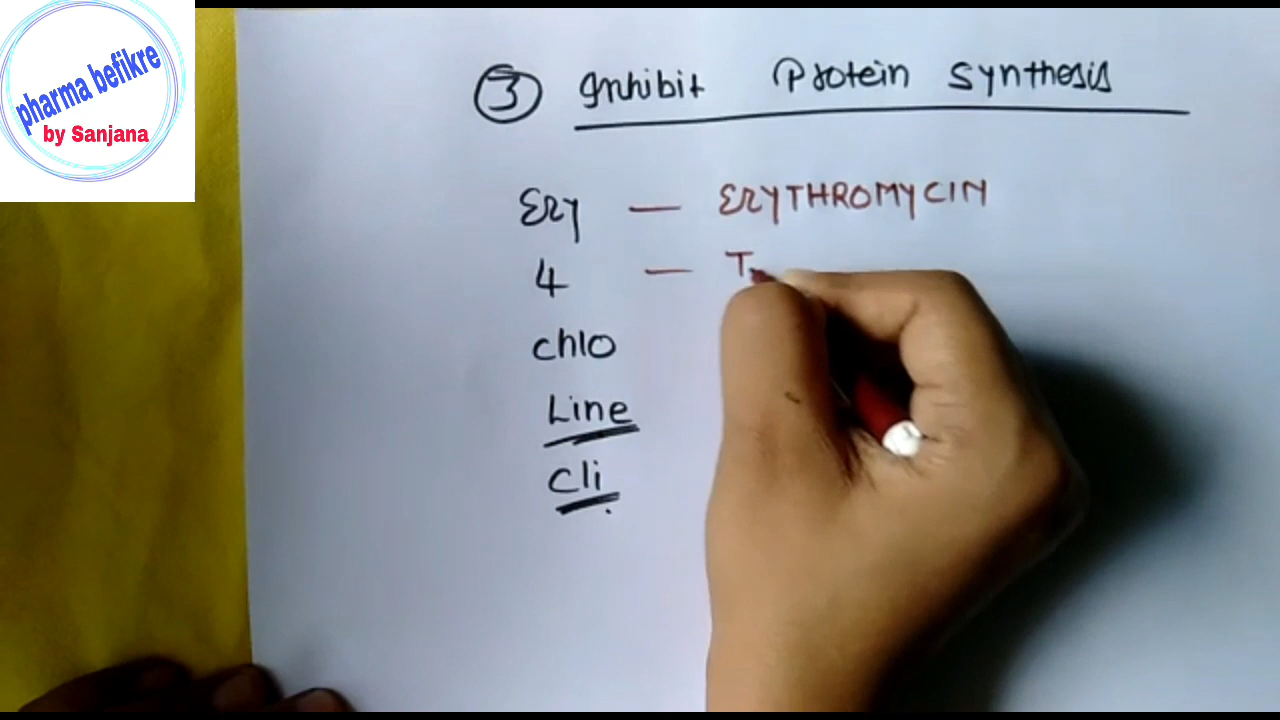 pharma befikre
by Sanjana
3 Inhibit Protein Synthesis
Ery — ERYTHROMYCIN
4 — T
chlo
Line
Cli